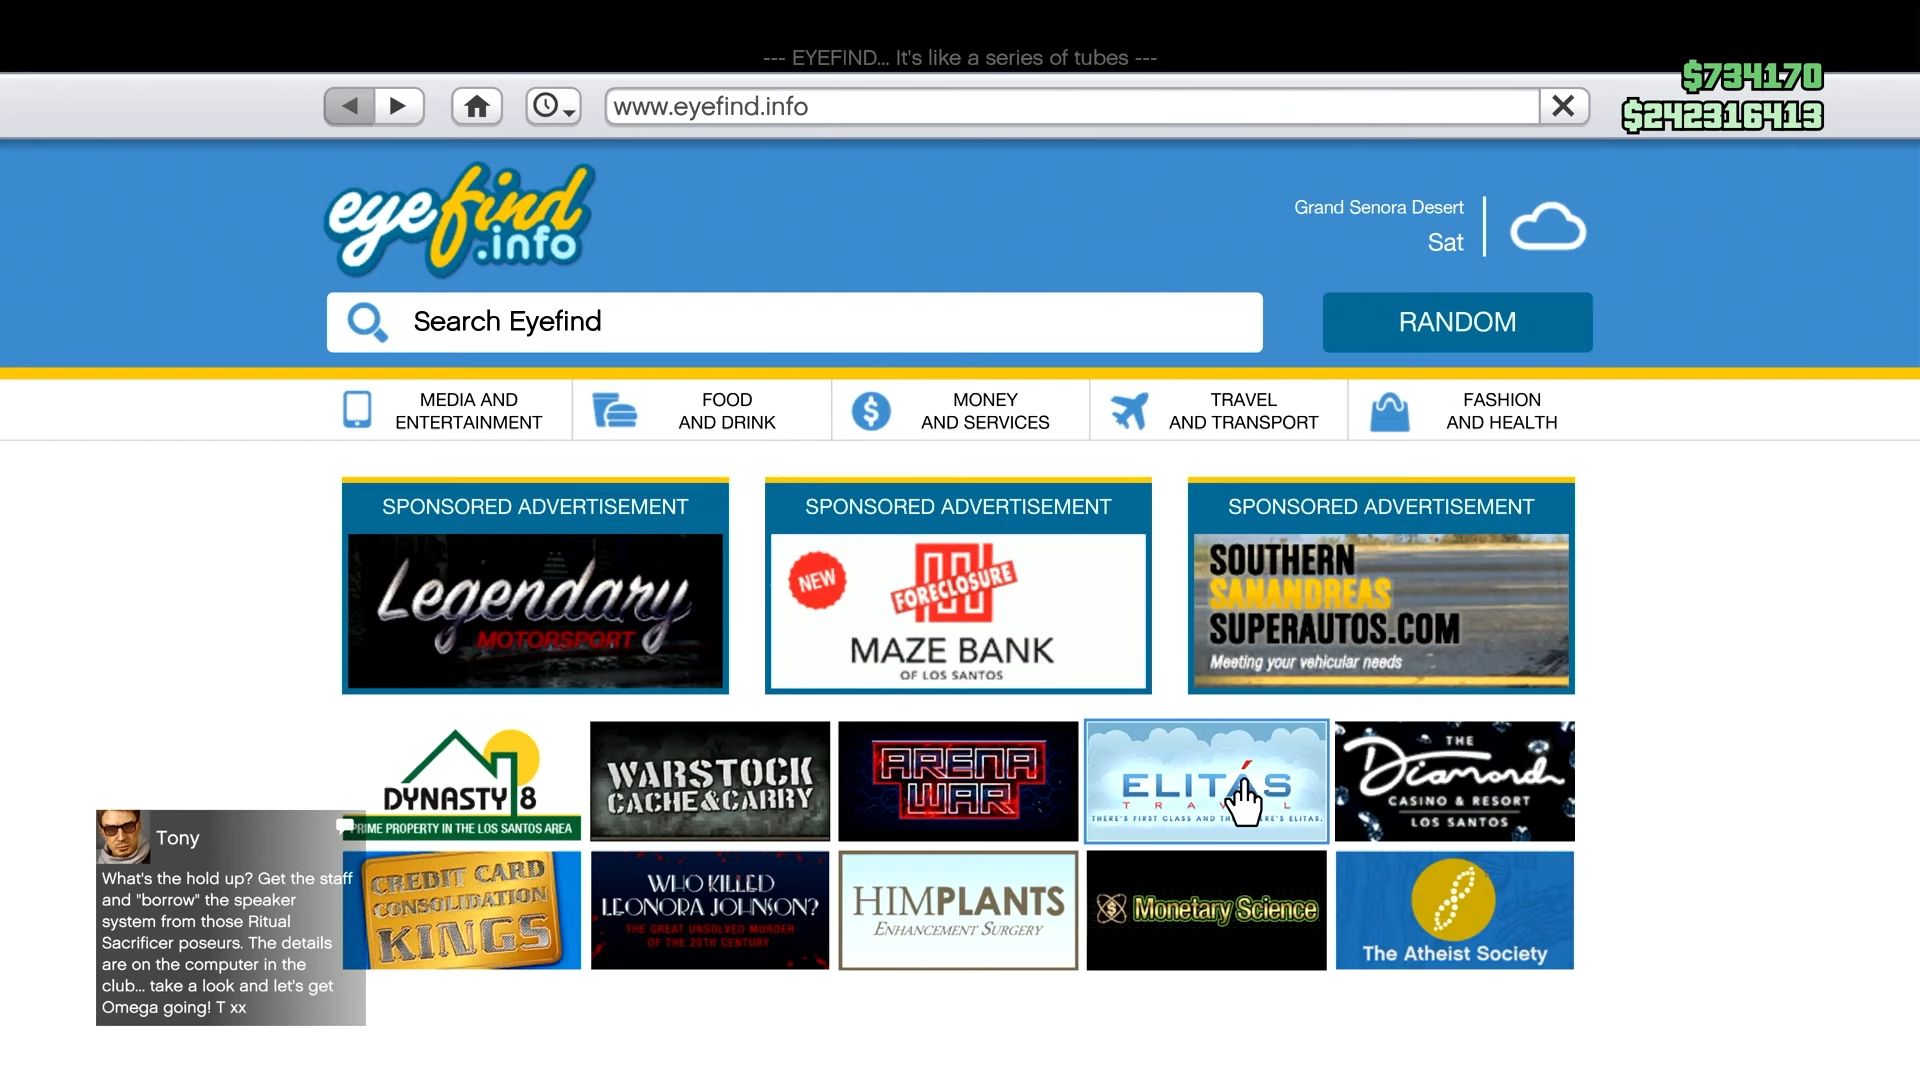 --- EYEFIND... It's like a series of tubes ---
$734170
www.eyefind.info
$242316413
eyefind
.info
Grand Senora Desert
Sat
Search Eyefind
RANDOM
MEDIA AND
ENTERTAINMENT
FOOD
AND DRINK
MONEY
AND SERVICES
TRAVEL
AND TRANSPORT
FASHION
AND HEALTH
SPONSORED ADVERTISEMENT
Legendary
MOTORSPORT
SPONSORED ADVERTISEMENT
NEW
FORECLOSURE
MAZE BANK
OF LOS SANTOS
SPONSORED ADVERTISEMENT
SOUTHERN
SANANDREAS
SUPERAUTOS.COM
Meeting your vehicular needs
DYNASTY 8
PRIME PROPERTY IN THE LOS SANTOS AREA
WARSTOCK
CACHE&CARRY
ARENA
WAR
ELITÁS
THERE'S FIRST CLASS AND ELITAS.
THE
Diamond
CASINO & RESORT
LOS SANTOS
Tony
What's the hold up? Get the staff
and "borrow" the speaker
system from those Ritual
Sacrificer poseurs. The details
are on the computer in the
club... take a look and let's get
Omega going! T xx
CREDIT CARD
CONSOLIDATION
KINGS
WHO KILLED
LEONORA JOHNSON?
THE GREAT UNSOLVED MURDER
OF THE 20TH CENTURY
HIMPLANTS
ENHANCEMENT SURGERY
Monetary Science
The Atheist Society